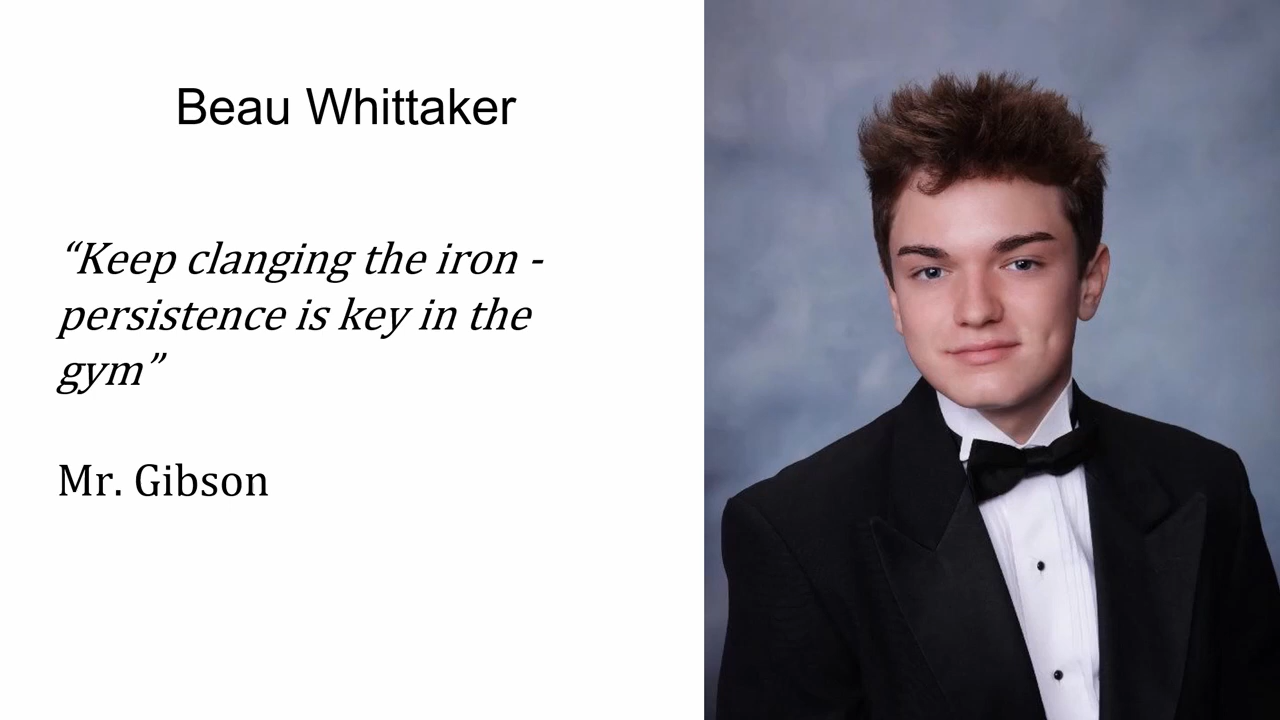 Beau Whittaker
“Keep clanging the iron -
persistence is key in the
gym”
Mr. Gibson